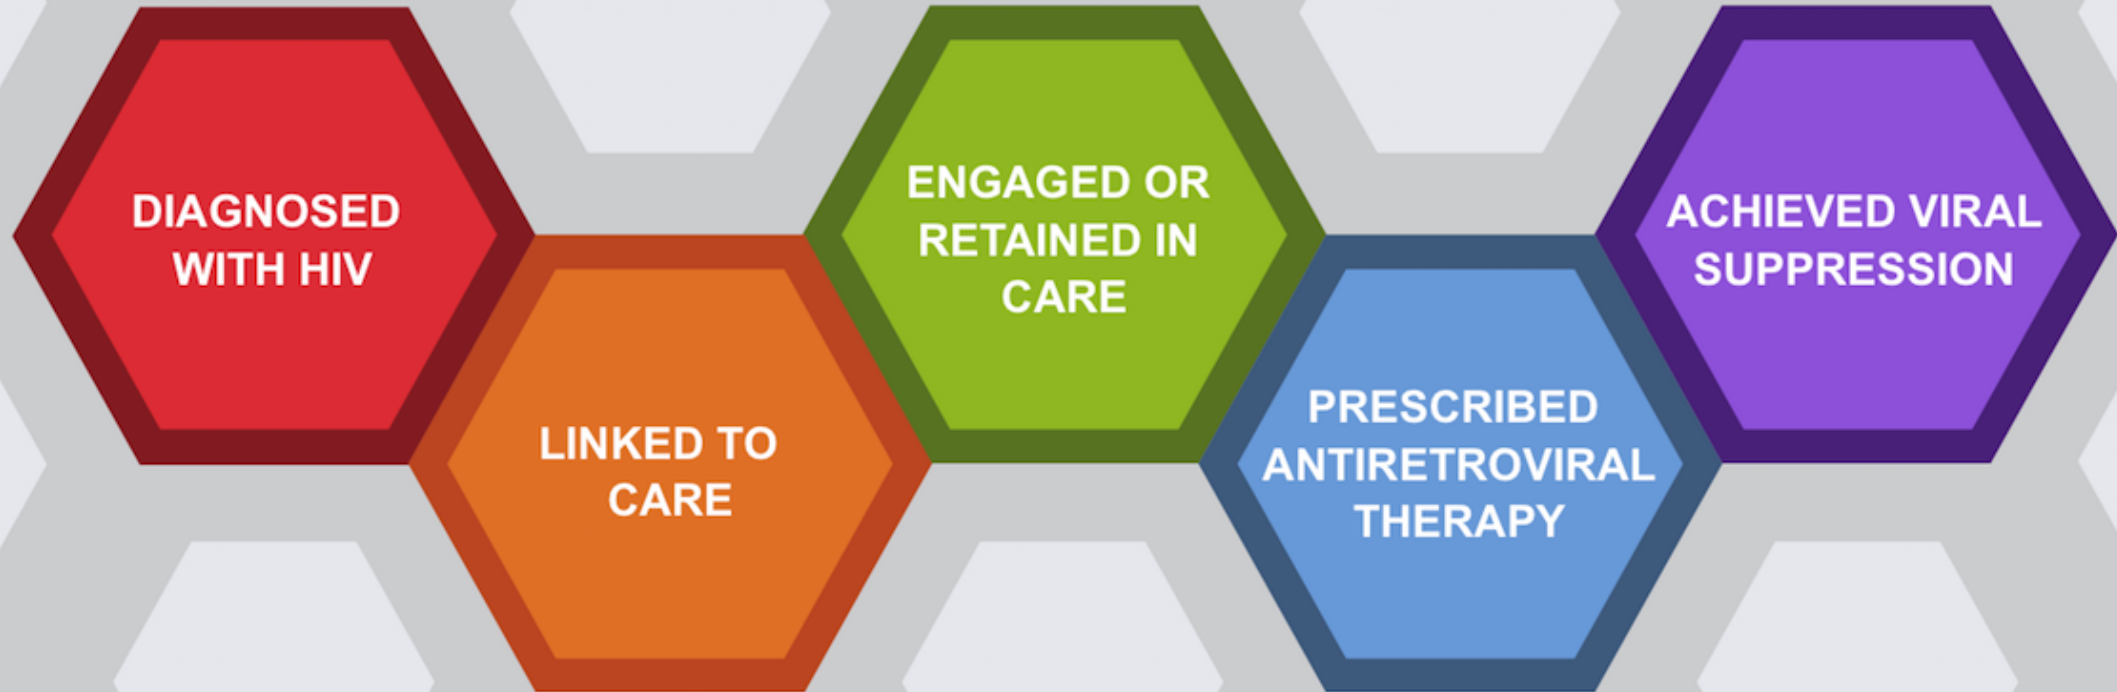 DIAGNOSED
WITH HIV
LINKED TO
CARE
ENGAGED OR
RETAINED IN
CARE
PRESCRIBED
ANTIRETROVIRAL
THERAPY
ACHIEVED VIRAL
SUPPRESSION